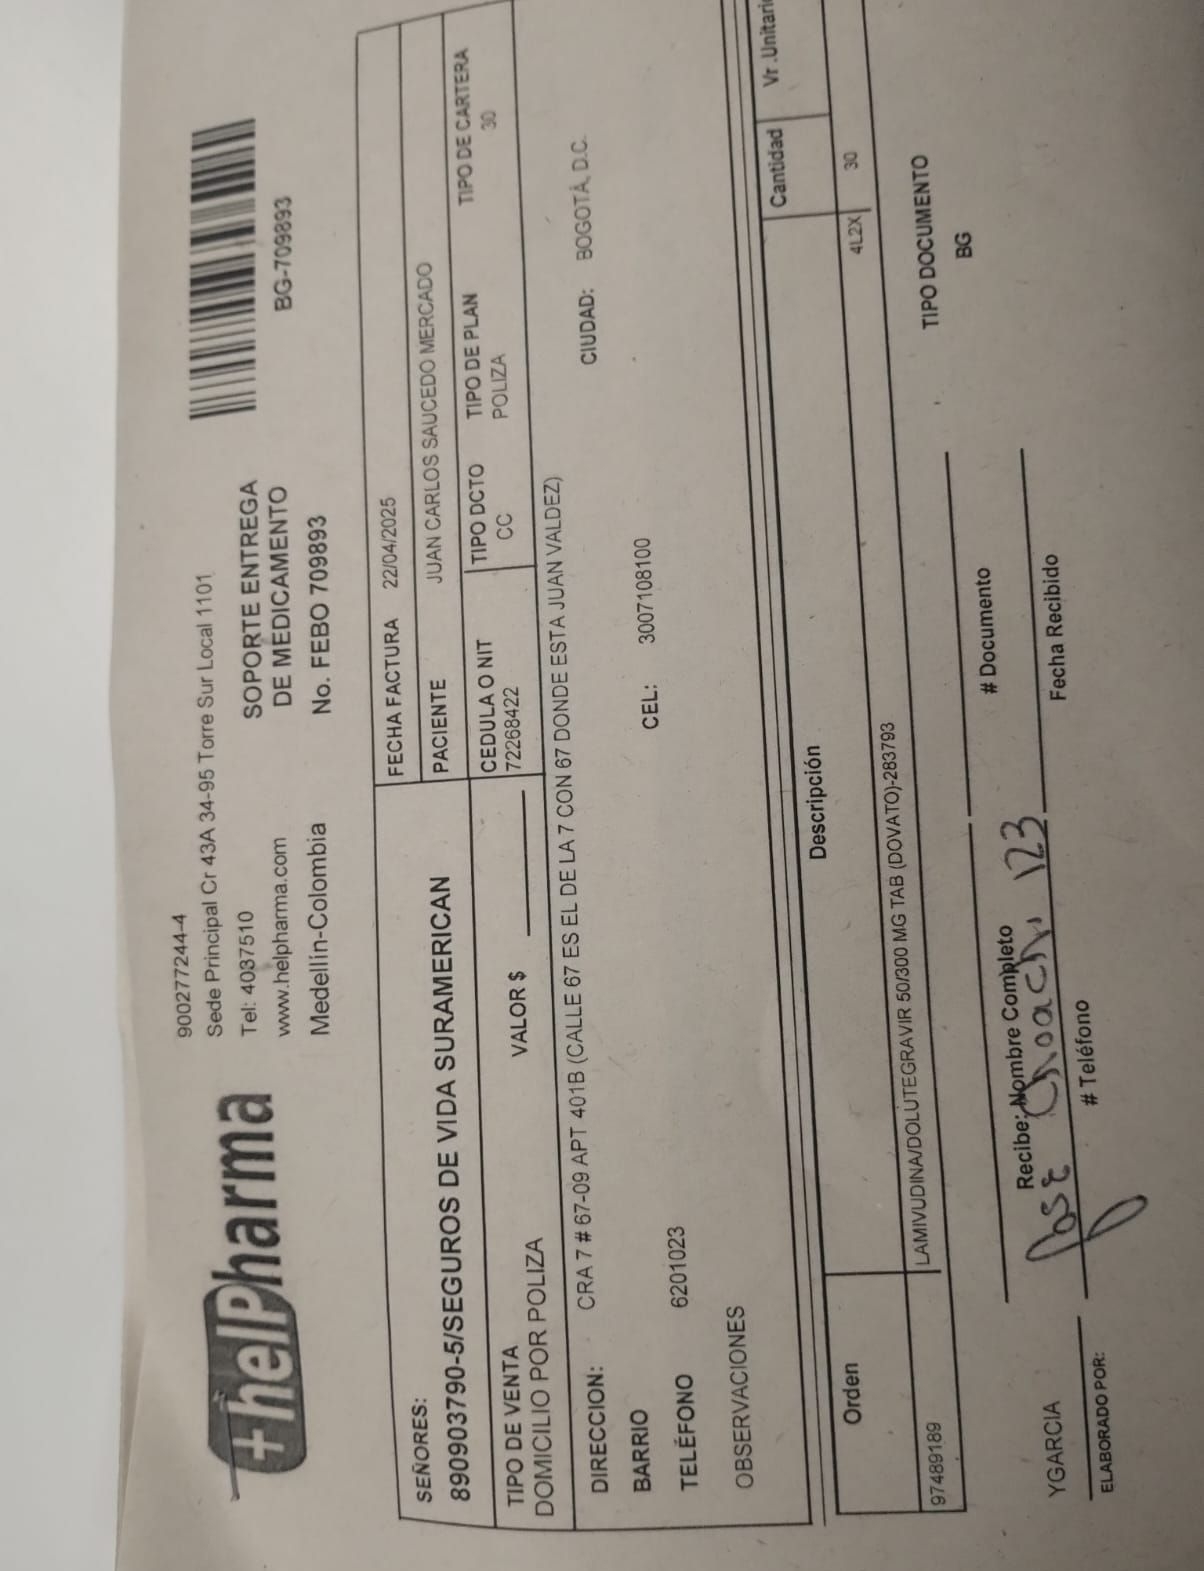 +helPharma
900277244-4
Sede Principal Cr 43A 34-95 Torre Sur Local 1101
Tel: 4037510
www.helpharma.com
Medellín-Colombia
SOPORTE ENTREGA
DE MEDICAMENTO
No. FEBO 709893
BG-709893
SEÑORES:
890903790-5/SEGUROS DE VIDA SURAMERICAN
FECHA FACTURA 22/04/2025
PACIENTE JUAN CARLOS SAUCEDO MERCADO
TIPO DE VENTA
DOMICILIO POR POLIZA
VALOR $
CEDULA O NIT TIPO DCTO TIPO DE PLAN TIPO DE CARTERA
72268422 CC POLIZA 30
DIRECCION: CRA 7 # 67-09 APT 401B (CALLE 67 ES EL DE LA 7 CON 67 DONDE ESTA JUAN VALDEZ)
BARRIO CIUDAD: BOGOTÁ, D.C.
TELÉFONO 6201023 CEL: 3007108100
OBSERVACIONES
Orden Descripción Cantidad Vr.Unitari
97489189 LAMIVUDINA/DOLUTEGRAVIR 50/300 MG TAB (DOVATO)-283793 4L2X 30
TIPO DOCUMENTO
BG
Recibe: Nombre Completo # Documento
José 123
YGARCIA
ELABORADO POR: # Teléfono Fecha Recibido